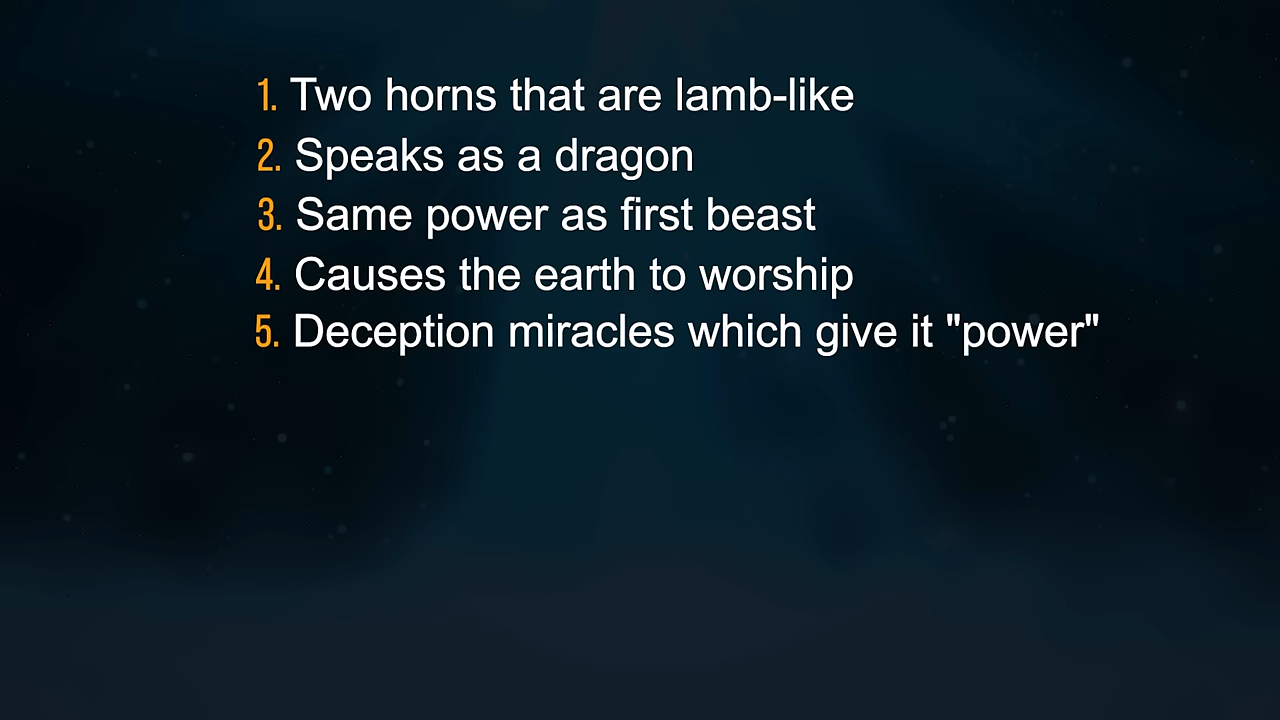 1. Two horns that are lamb-like
2. Speaks as a dragon
3. Same power as first beast
4. Causes the earth to worship
5. Deception miracles which give it "power"